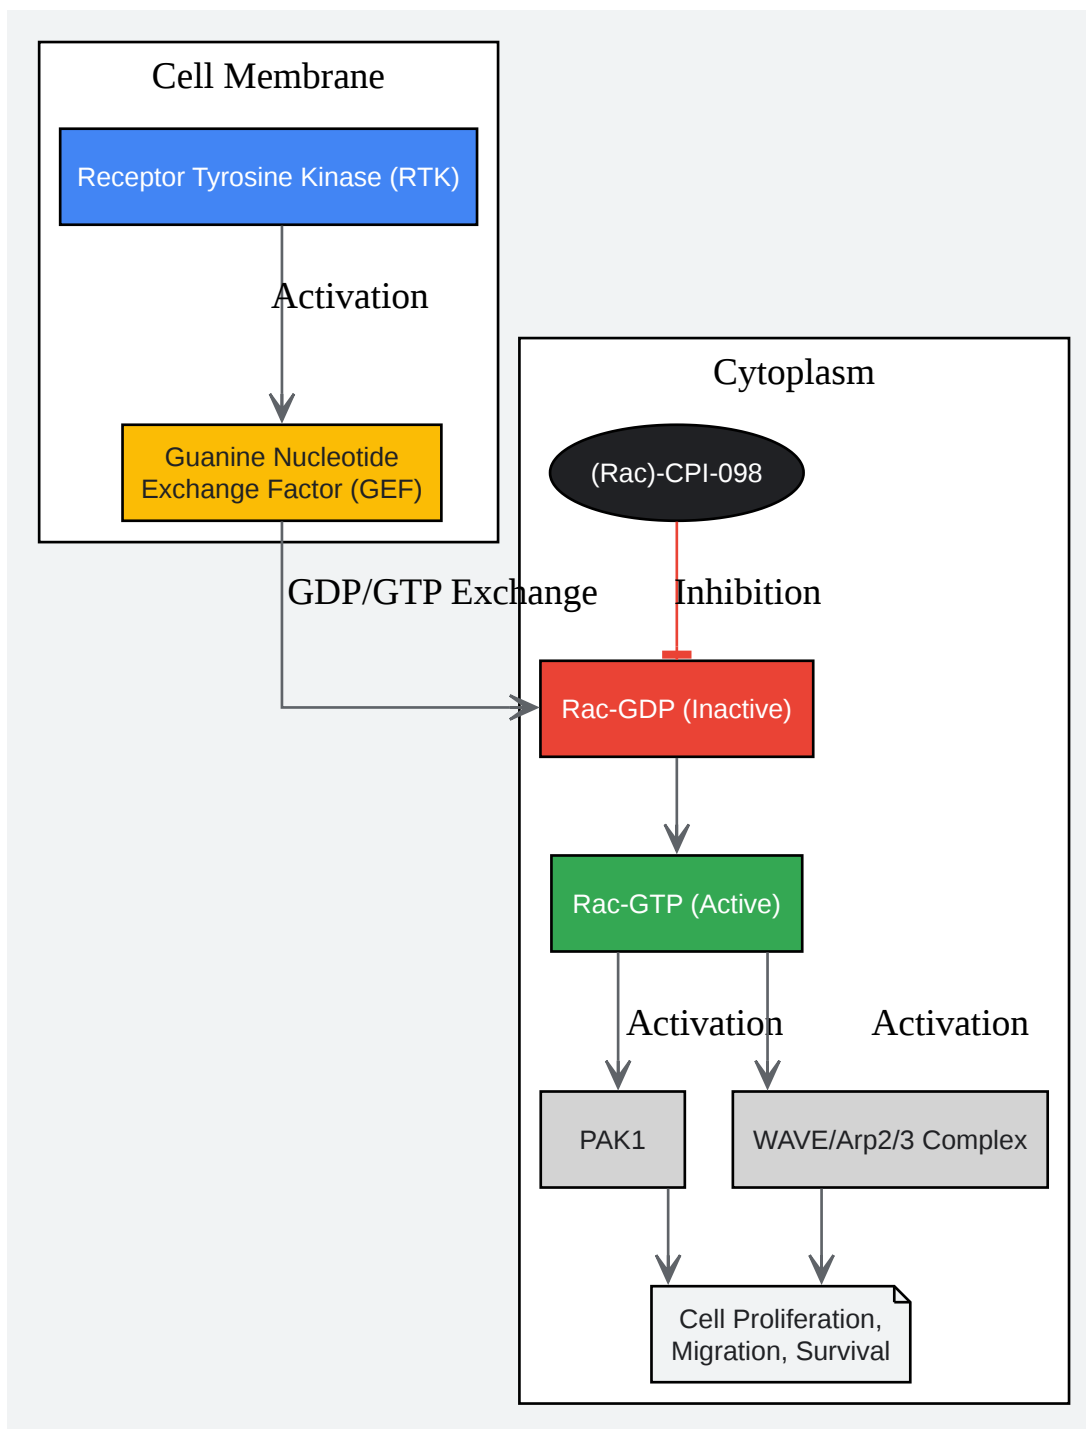 Cell Membrane
Receptor Tyrosine Kinase (RTK)
Activation
Guanine Nucleotide
Exchange Factor (GEF)
GDP/GTP Exchange
Cytoplasm
(Rac)-CPI-098
Inhibition
Rac-GDP (Inactive)
Rac-GTP (Active)
Activation
Activation
PAK1
WAVE/Arp2/3 Complex
Cell Proliferation,
Migration, Survival